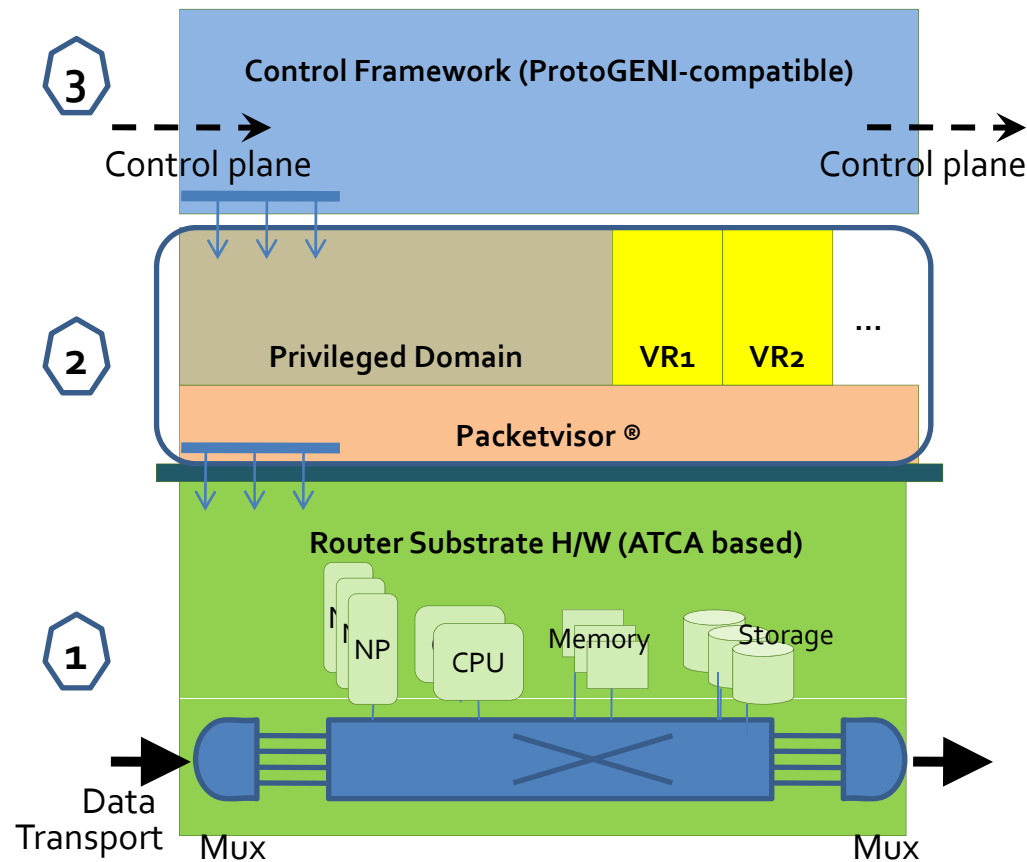 3
Control Framework (ProtoGENI-compatible)
Control plane
Control plane
2
Privileged Domain
VR1
VR2
...
Packetvisor ®
1
Router Substrate H/W (ATCA based)
N
N
NP
CPU
Memory
Storage
Data
Transport
Mux
Mux